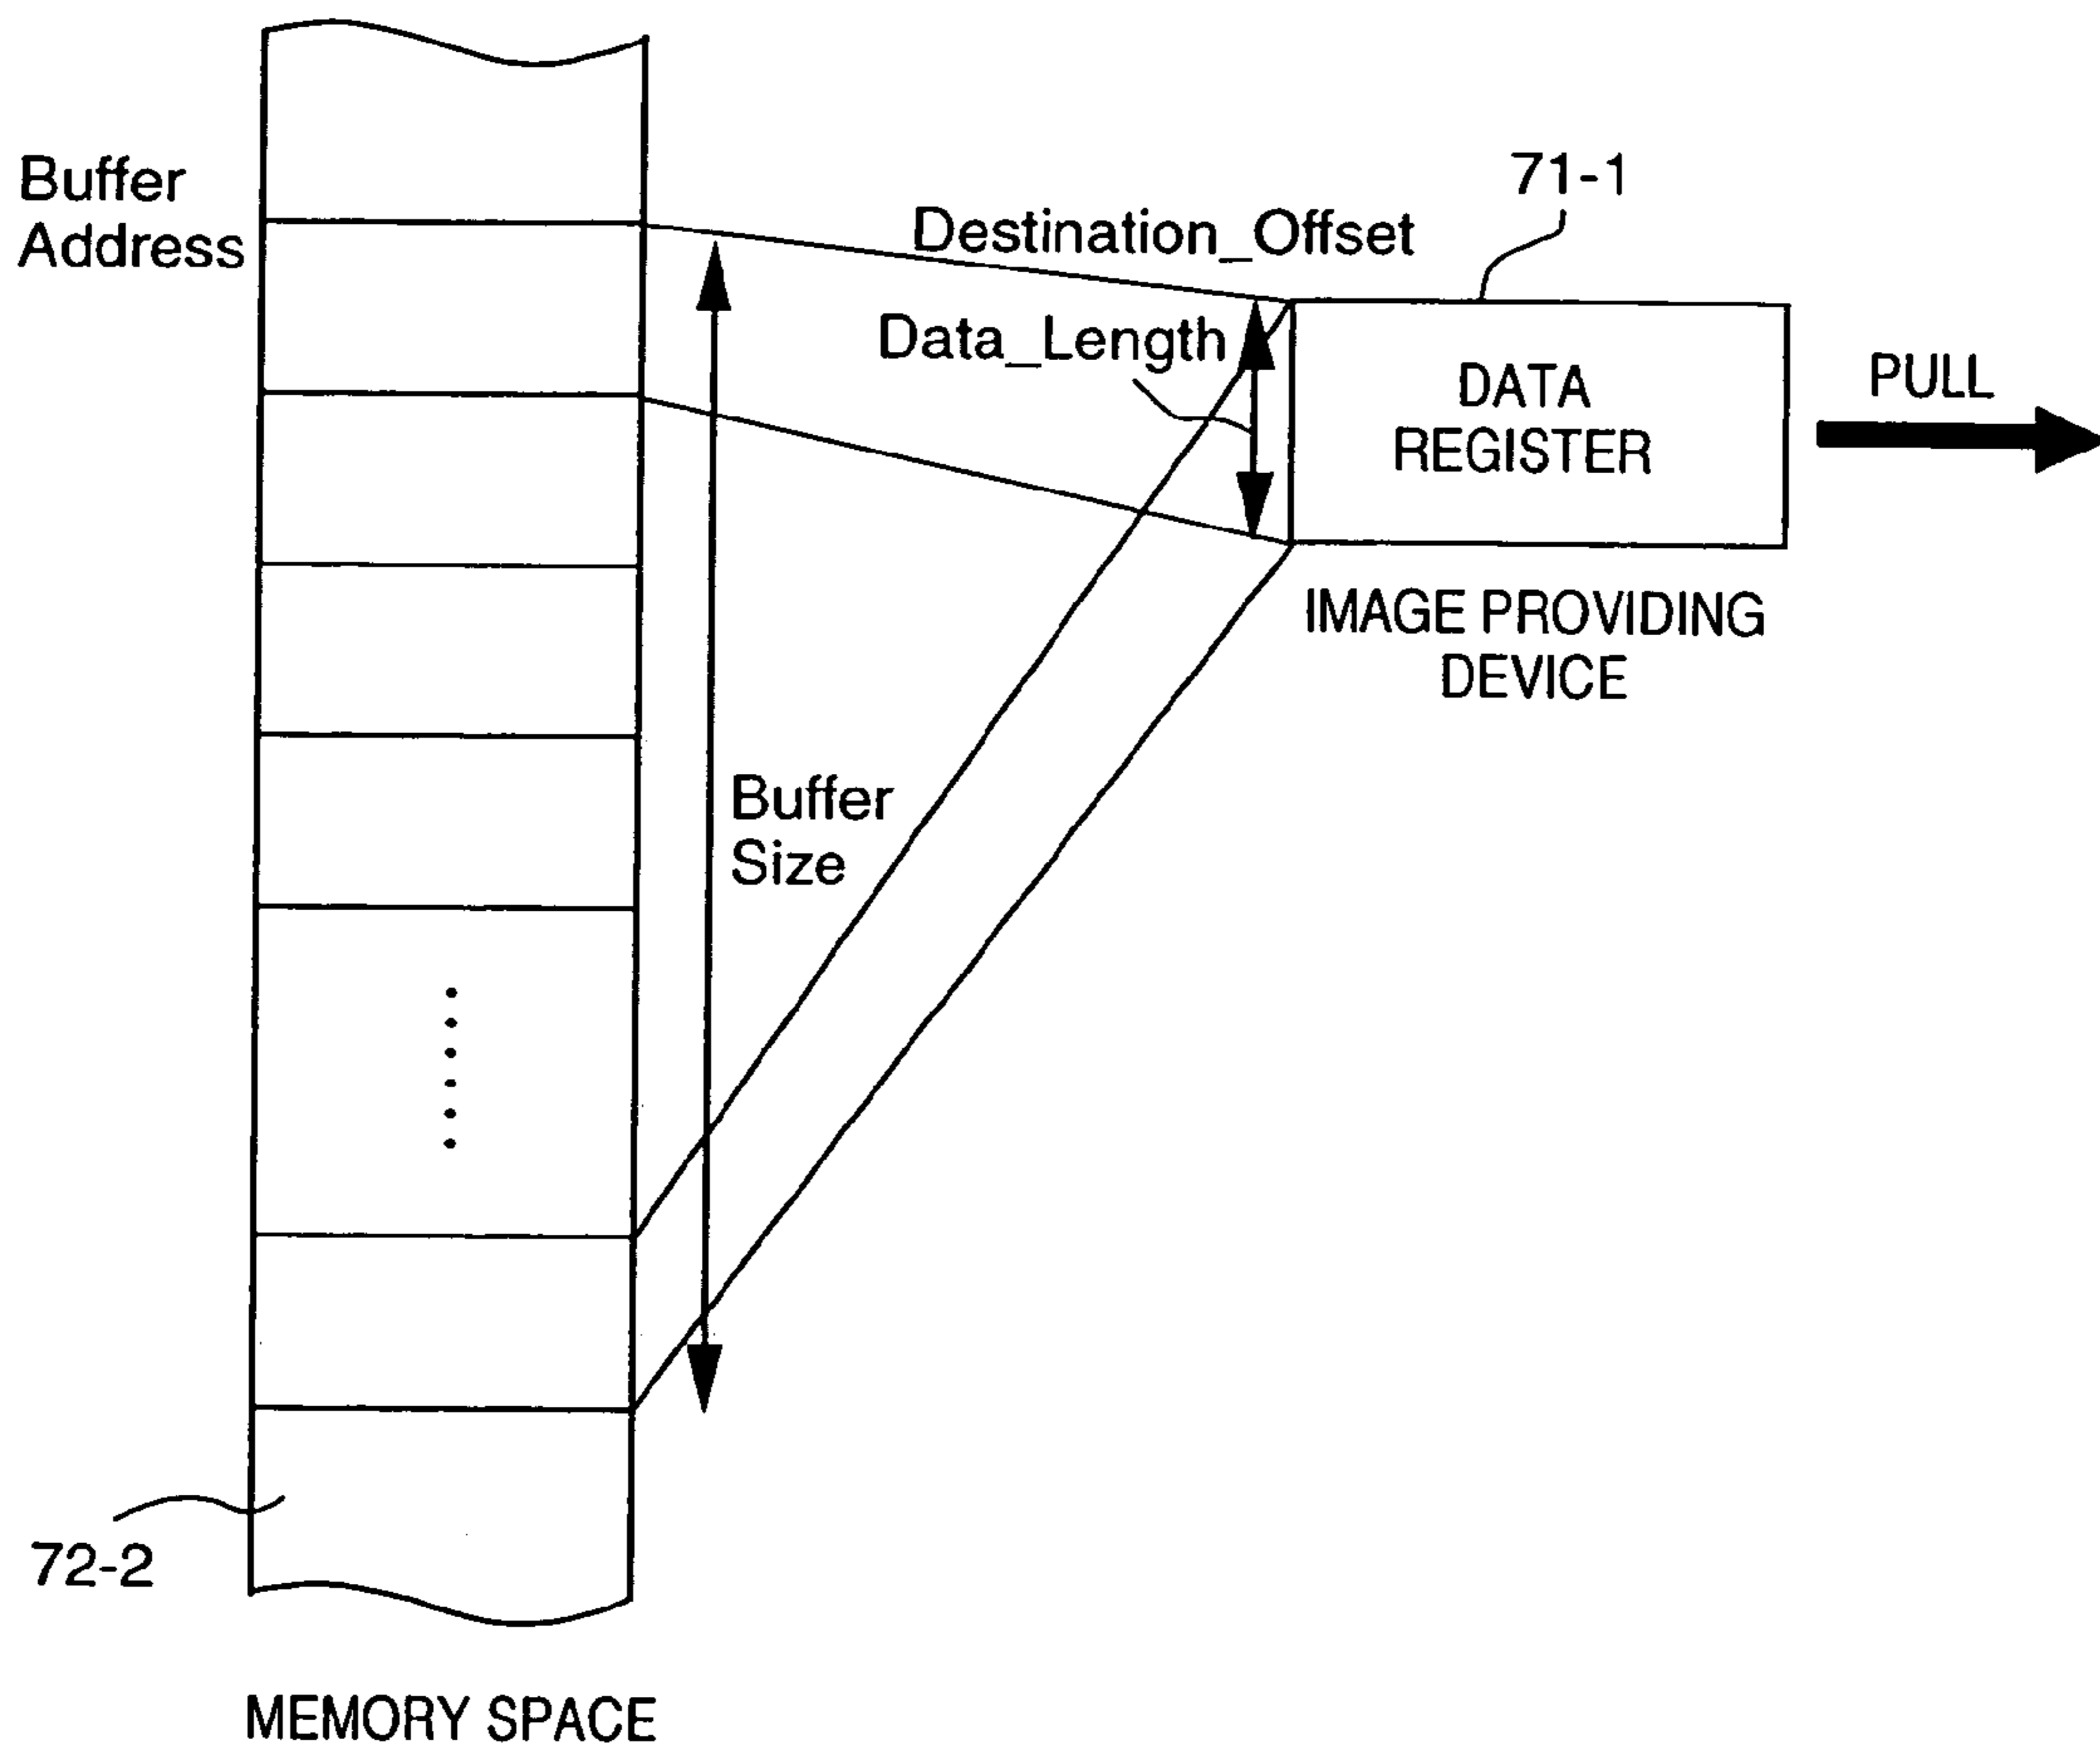 Buffer
Address
Destination_Offset
71-1
Data_Length
DATA
REGISTER
PULL
IMAGE PROVIDING
DEVICE
Buffer
Size
72-2
MEMORY SPACE